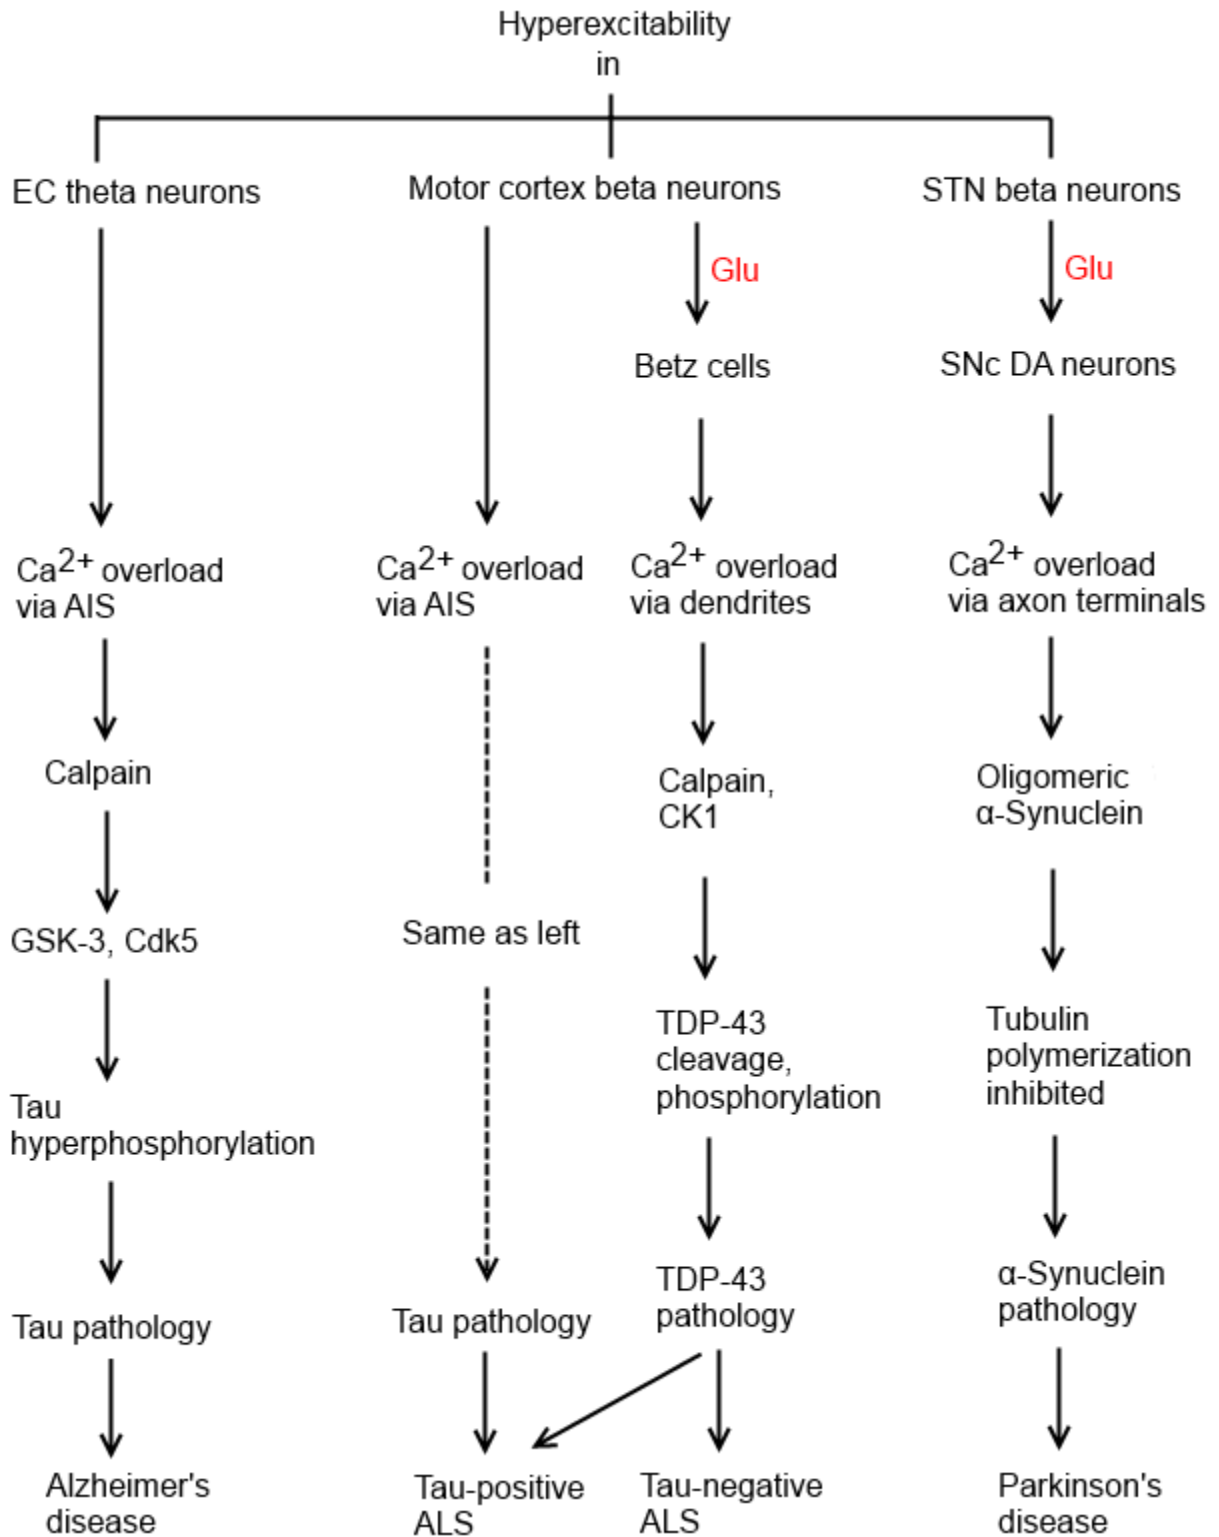 Hyperexcitability
in
EC theta neurons
Motor cortex beta neurons
STN beta neurons
Glu
Glu
Betz cells
SNc DA neurons
Ca2+ overload
via AIS
Ca2+ overload
via AIS
Ca2+ overload
via dendrites
Ca2+ overload
via axon terminals
Calpain
Calpain,
CK1
Oligomeric
α-Synuclein
GSK-3, Cdk5
Same as left
TDP-43
cleavage,
phosphorylation
Tubulin
polymerization
inhibited
Tau
hyperphosphorylation
Tau pathology
Tau pathology
TDP-43
pathology
α-Synuclein
pathology
Alzheimer's
disease
Tau-positive
ALS
Tau-negative
ALS
Parkinson's
disease